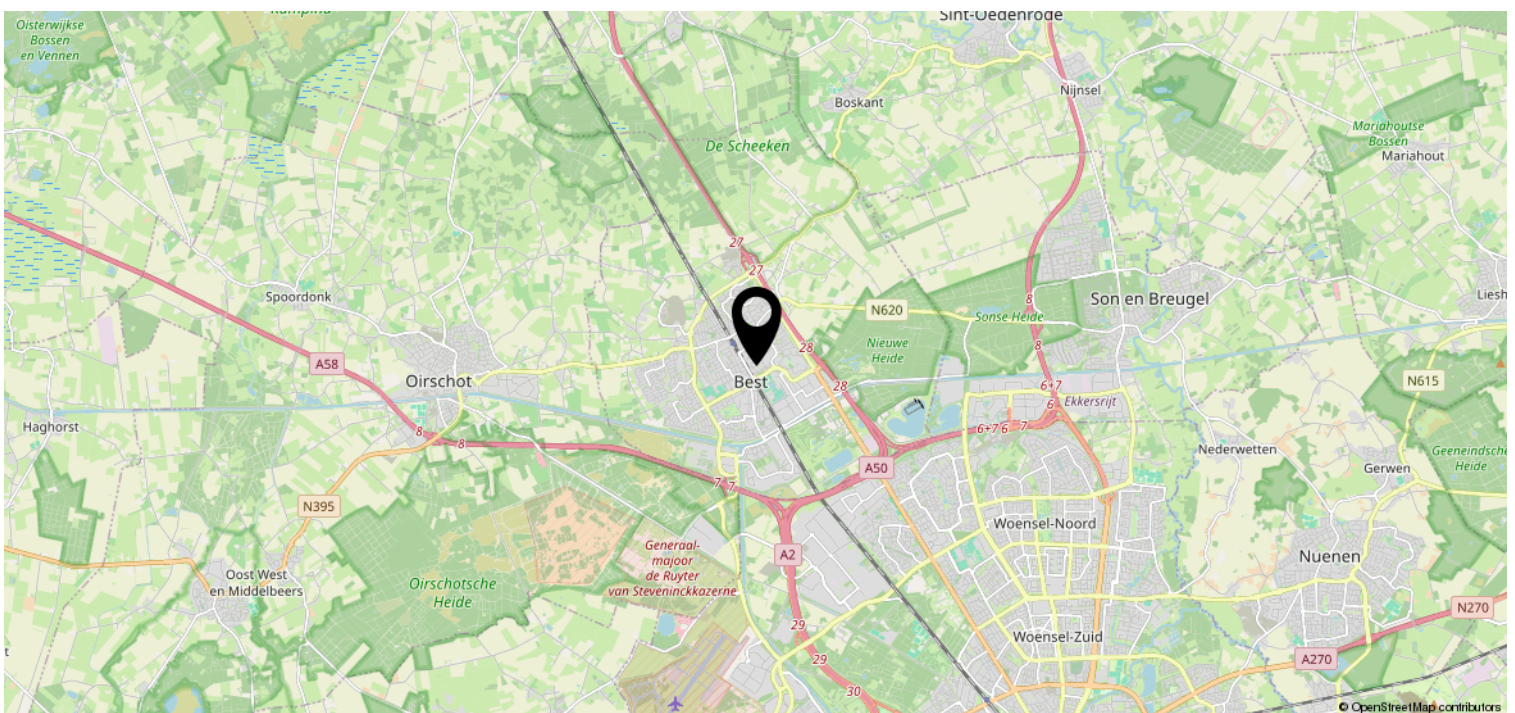 Kampina
Sint-Oedenrode
Oisterwijkse
Bossen
en Vennen
Nijnsel
Boskant
De Scheeken
Mariahoutse
Bossen
Mariahout
27
27
Spoordonk
Son en Breugel
Liesh
8
N620
Sonse Heide
Nieuwe
Heide
28
8
A58
Oirschot
Best
28
6+7
N615
Ekkersrijt
6
Haghorst
8
8
6+7
6
7
Nederwetten
Geeneindsche
Heide
Gerwen
A50
7
7
N395
Woensel-Noord
Generaal-
majoor
de Ruyter
van Steveninckkazerne
A2
Nuenen
Oost West
en Middelbeers
Oirschotsche
Heide
N270
29
Woensel-Zuid
t
29
A270
30
© OpenStreetMap contributors